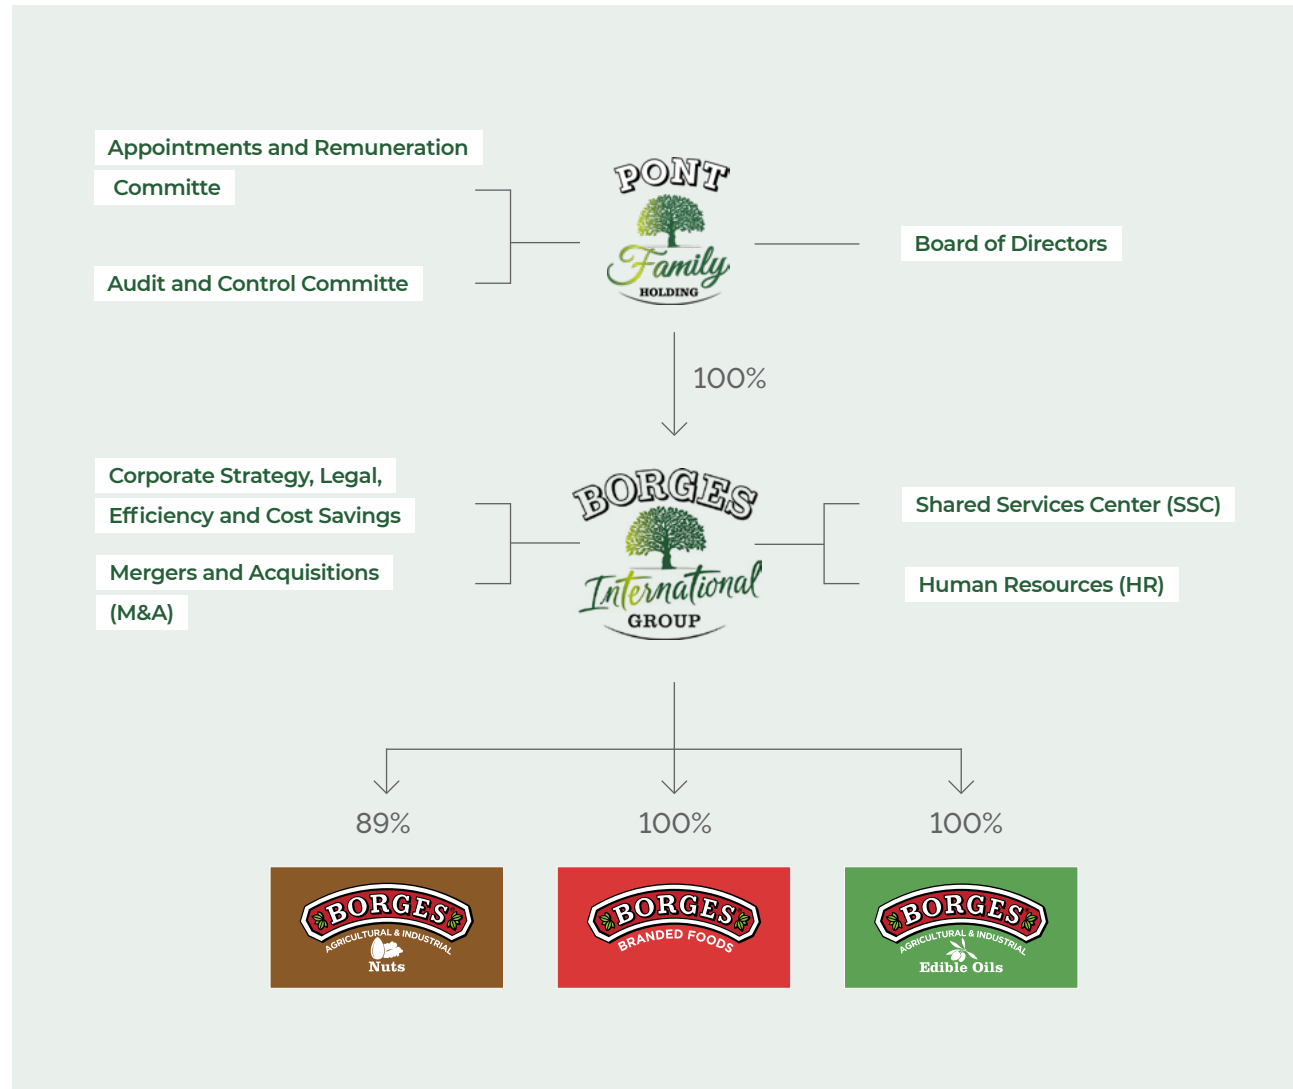 Appointments and Remuneration
Committe
Audit and Control Committe
PONT
Family
HOLDING
Board of Directors
100%
Corporate Strategy, Legal,
Efficiency and Cost Savings
Mergers and Acquisitions
(M&A)
BORGES
International
GROUP
Shared Services Center (SSC)
Human Resources (HR)
89%
100%
100%
BORGES
AGRICULTURAL & INDUSTRIAL
Nuts
BORGES
BRANDED FOODS
BORGES
AGRICULTURAL & INDUSTRIAL
Edible Oils